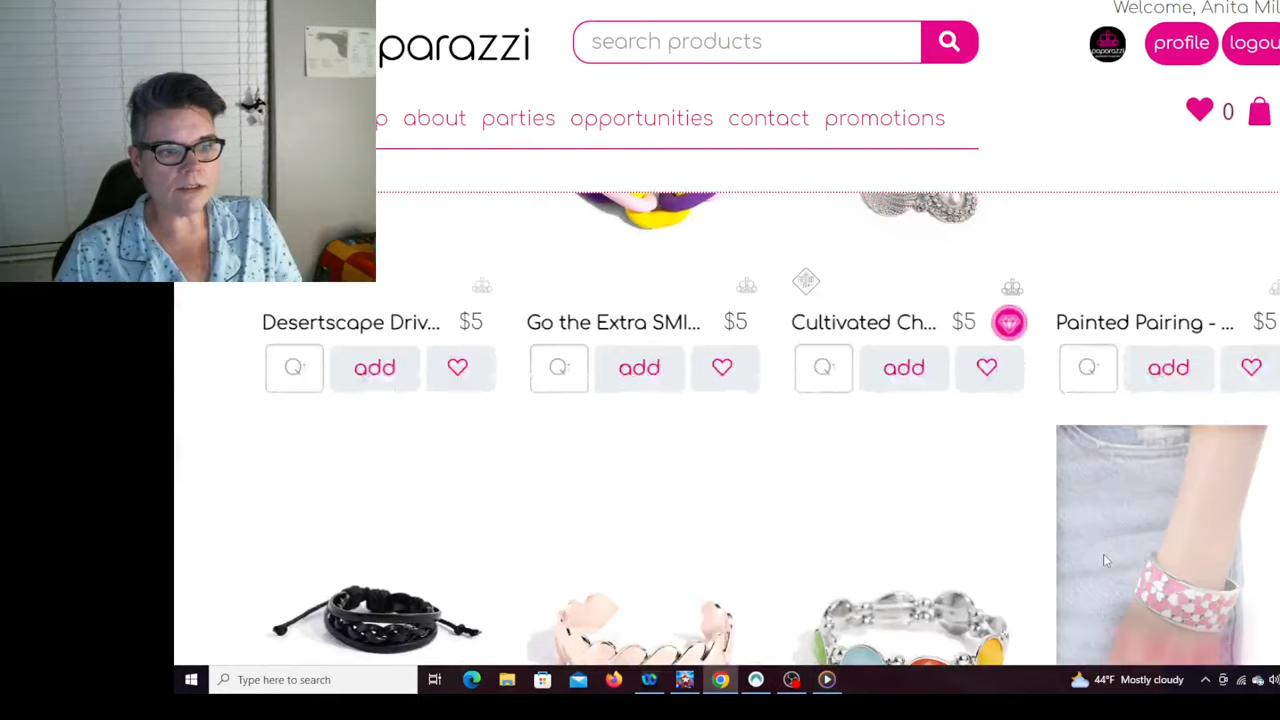 Welcome, Anita Mil
parazzi
search products
paparazzi
profile
logou
p about parties opportunities contact promotions
0
Desertscape Driv... $5
Go the Extra SMI... $5
Cultivated Ch... $5
Painted Pairing - ... $5
add
add
add
add
Type here to search
44°F Mostly cloudy